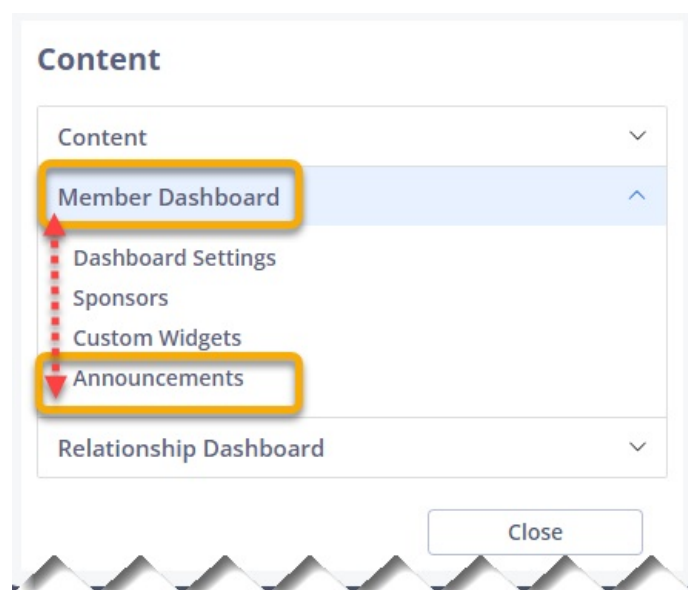 Content
Content
Member Dashboard
Dashboard Settings
Sponsors
Custom Widgets
Announcements
Relationship Dashboard
Close